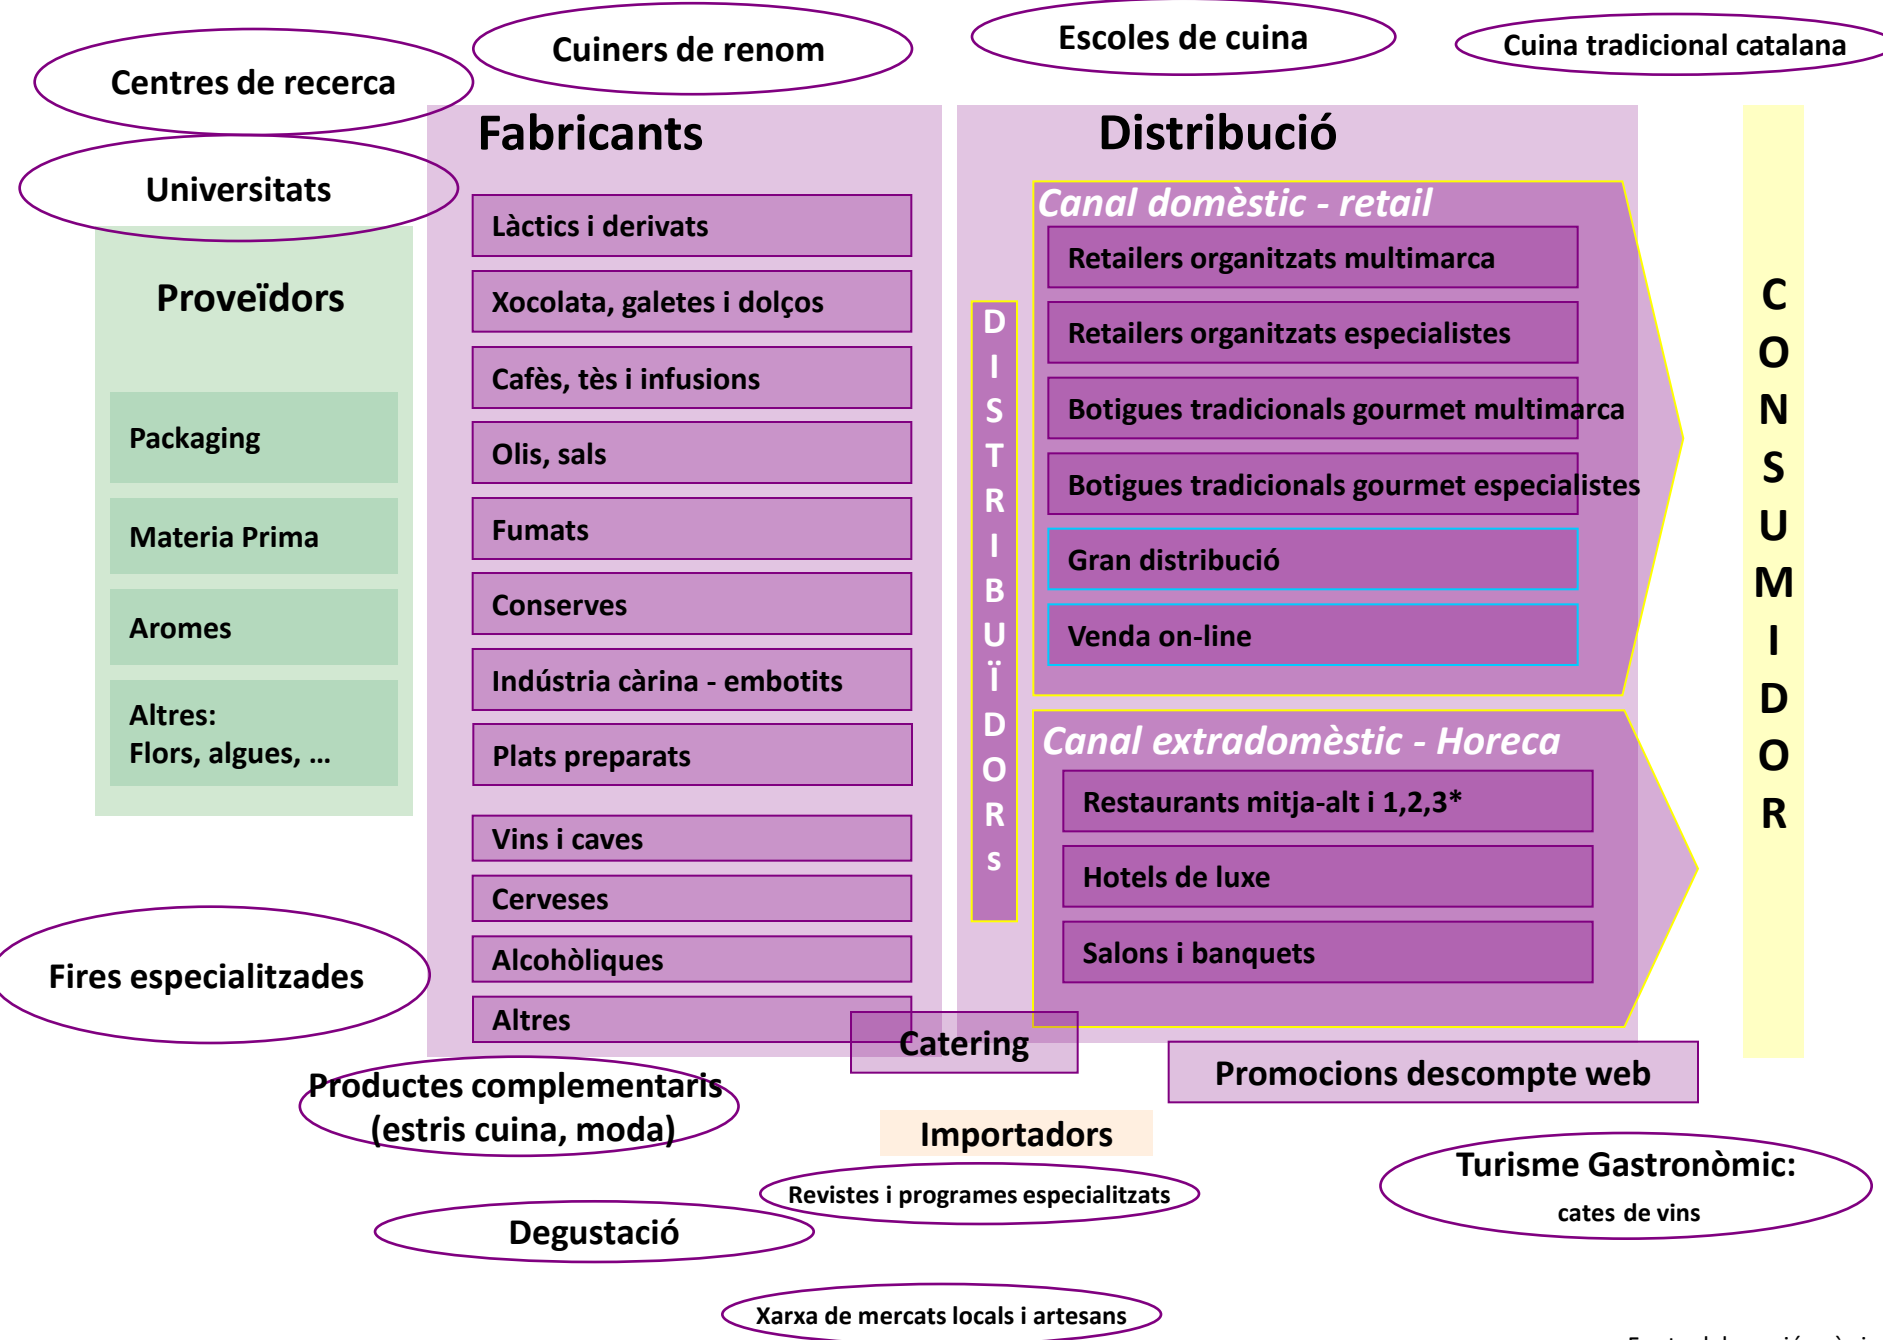 Centres de recerca
Cuiners de renom
Escoles de cuina
Cuina tradicional catalana
Universitats
Proveïdors
Packaging
Materia Prima
Aromes
Altres:
Flors, algues, ...
Fabricants
Làctics i derivats
Xocolata, galetes i dolços
Cafès, tès i infusions
Olis, sals
Fumats
Conserves
Indústria càrina - embotits
Plats preparats
Vins i caves
Cerveses
Alcohòliques
Altres
Distribució
DISTRIBUÏDORs
Canal domèstic - retail
Retailers organitzats multimarca
Retailers organitzats especialistes
Botigues tradicionals gourmet multimarca
Botigues tradicionals gourmet especialistes
Gran distribució
Venda on-line
Canal extradomèstic - Horeca
Restaurants mitja-alt i 1,2,3*
Hotels de luxe
Salons i banquets
CONSUMIDOR
Fires especialitzades
Catering
Promocions descompte web
Productes complementaris
(estris cuina, moda)
Importadors
Revistes i programes especialitzats
Turisme Gastronòmic:
cates de vins
Degustació
Xarxa de mercats locals i artesans